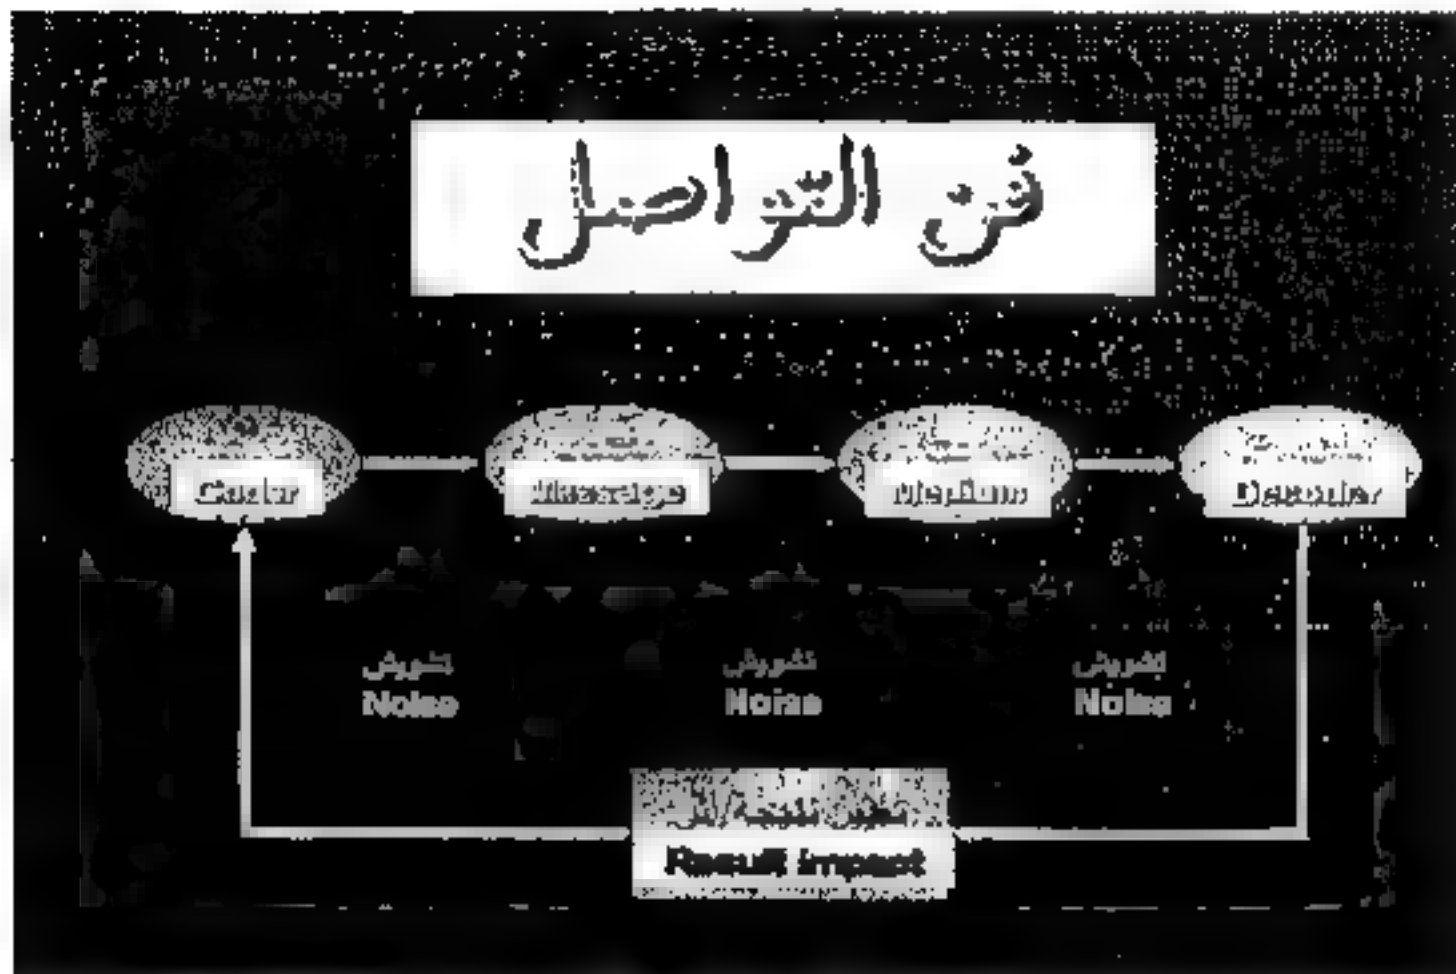 فن التواصل
Coder
Message
Medium
Decoder
تشويش
Noise
تشويش
Noise
تشويش
Noise
Result impact